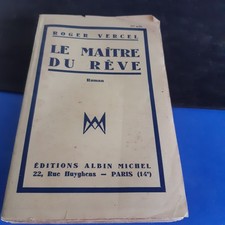 ROGER VERCEL
LE MAÎTRE
DU RÊVE
Roman
ÉDITIONS ALBIN MICHEL
22, Rue Huyghens — PARIS (14e)